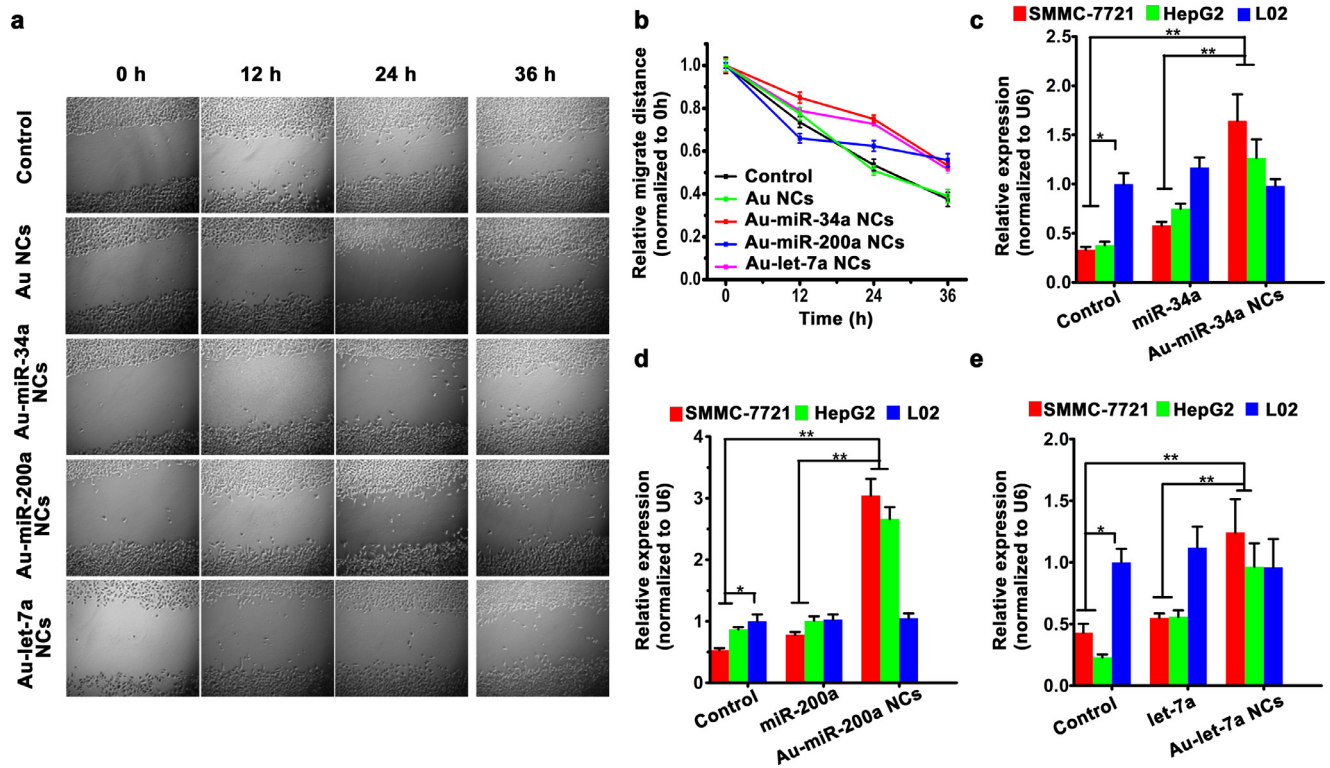 a
0 h 12 h 24 h 36 h
Control
Au NCs
Au-miR-34a
NCs
Au-miR-200a
NCs
Au-let-7a
NCs
b
Relative migrate distance
(normalized to 0h)
1.0
0.8
0.6
0.4
0.2
0.0
Control
Au NCs
Au-miR-34a NCs
Au-miR-200a NCs
Au-let-7a NCs
0 12 24 36
Time (h)
c
SMMC-7721 HepG2 L02
Relative expression
(normalized to U6)
2.5
2.0
1.5
1.0
0.5
0.0
**
**
*
Control miR-34a Au-miR-34a NCs
d
SMMC-7721 HepG2 L02
Relative expression
(normalized to U6)
4
3
2
1
0
**
**
*
Control miR-200a Au-miR-200a NCs
e
SMMC-7721 HepG2 L02
Relative expression
(normalized to U6)
2.0
1.5
1.0
0.5
0.0
**
**
*
Control let-7a Au-let-7a NCs